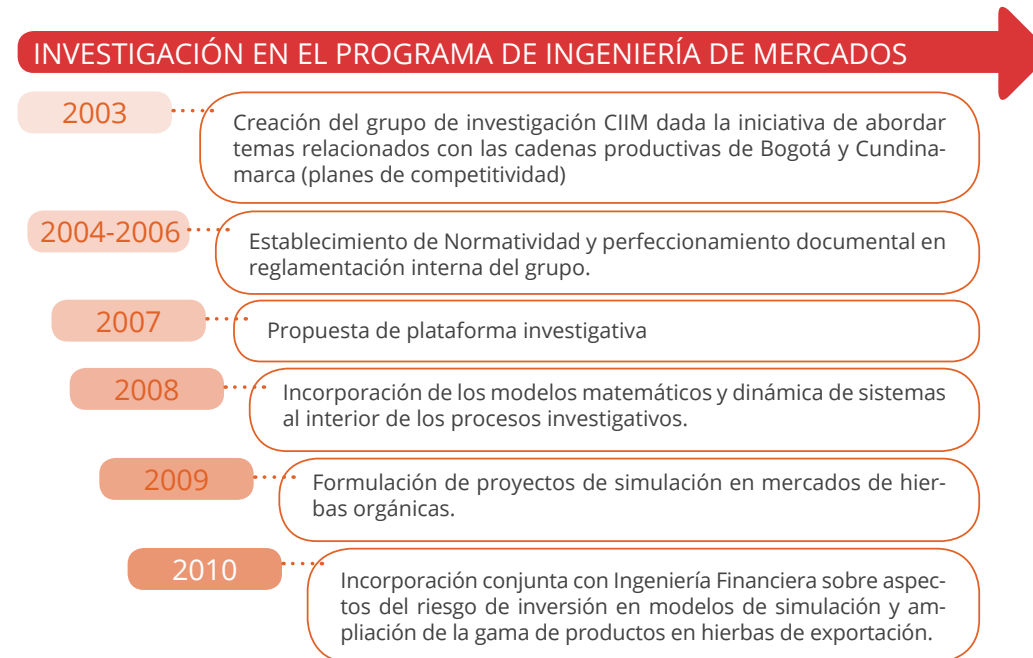 INVESTIGACIÓN EN EL PROGRAMA DE INGENIERÍA DE MERCADOS
2003
Creación del grupo de investigación CIIM dada la iniciativa de abordar
temas relacionados con las cadenas productivas de Bogotá y Cundina-
marca (planes de competitividad)
2004-2006
Establecimiento de Normatividad y perfeccionamiento documental en
reglamentación interna del grupo.
2007
Propuesta de plataforma investigativa
2008
Incorporación de los modelos matemáticos y dinámica de sistemas
al interior de los procesos investigativos.
2009
Formulación de proyectos de simulación en mercados de hier-
bas orgánicas.
2010
Incorporación conjunta con Ingeniería Financiera sobre aspec-
tos del riesgo de inversión en modelos de simulación y am-
pliación de la gama de productos en hierbas de exportación.